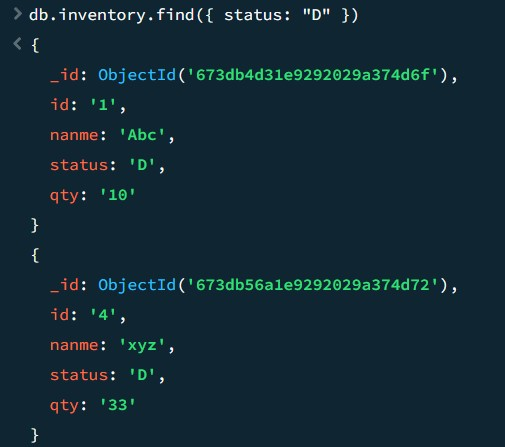 > db.inventory.find({ status: "D" })
< {
_id: ObjectId('673db4d31e9292029a374d6f'),
id: '1',
nanme: 'Abc',
status: 'D',
qty: '10'
}
{
_id: ObjectId('673db56a1e9292029a374d72'),
id: '4',
nanme: 'xyz',
status: 'D',
qty: '33'
}